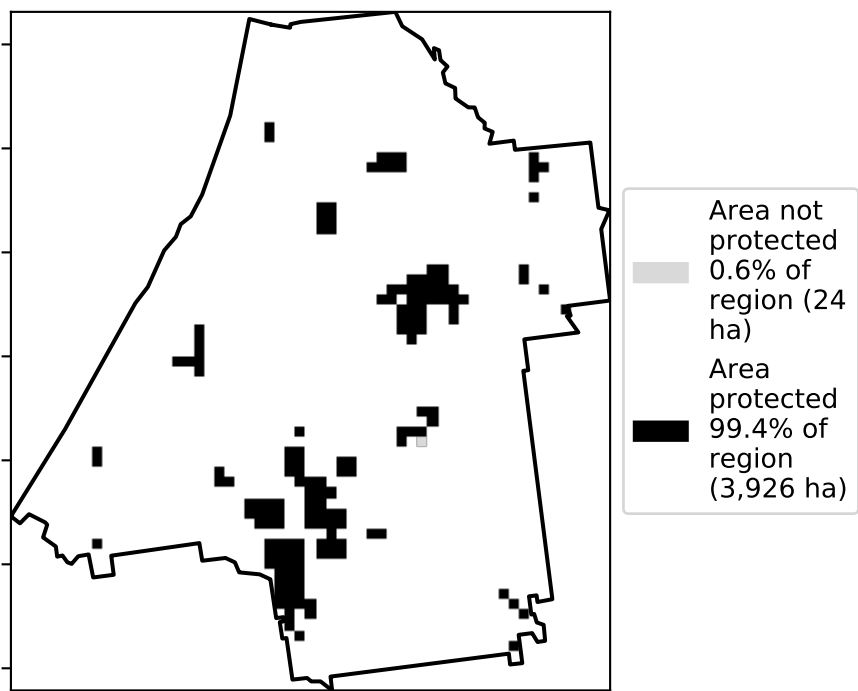 Area not
protected
0.6% of
region (24
ha)
Area
protected
99.4% of
region
(3,926 ha)